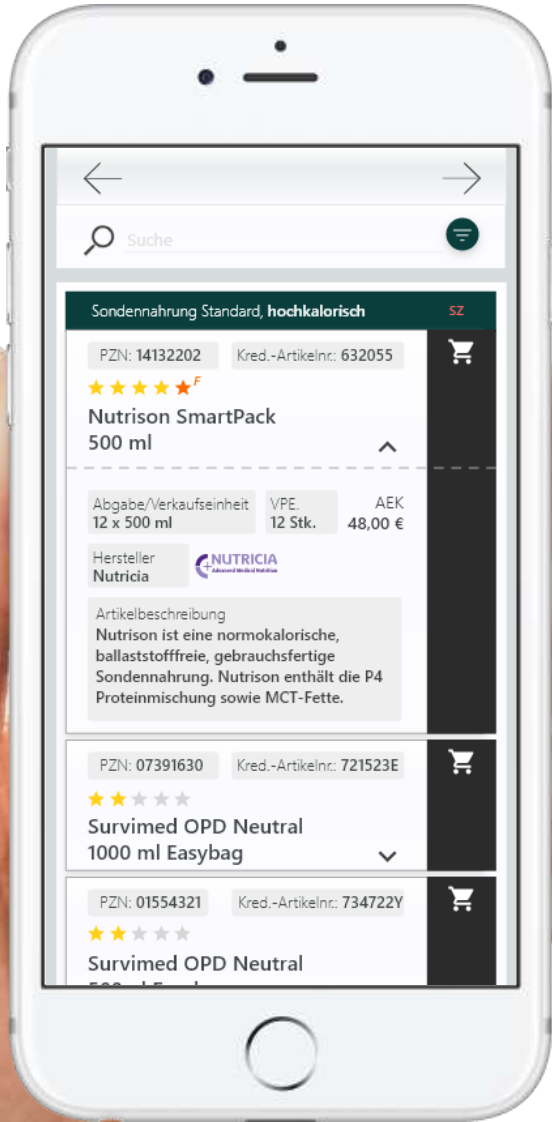 Suche
Sondennahrung Standard, hochkalorisch SZ
PZN: 14132202 Kred.-Artikelnr.: 632055
F
Nutrison SmartPack
500 ml
Abgabe/Verkaufseinheit VPE. AEK
12 x 500 ml 12 Stk. 48,00 €
Hersteller
Nutricia
NUTRICIA
Advanced Medical Nutrition
Artikelbeschreibung
Nutrison ist eine normokalorische,
ballaststofffreie, gebrauchsfertige
Sondennahrung. Nutrison enthält die P4
Proteinmischung sowie MCT-Fette.
PZN: 07391630 Kred.-Artikelnr.: 721523E
Survimed OPD Neutral
1000 ml Easybag
PZN: 01554321 Kred.-Artikelnr.: 734722Y
Survimed OPD Neutral